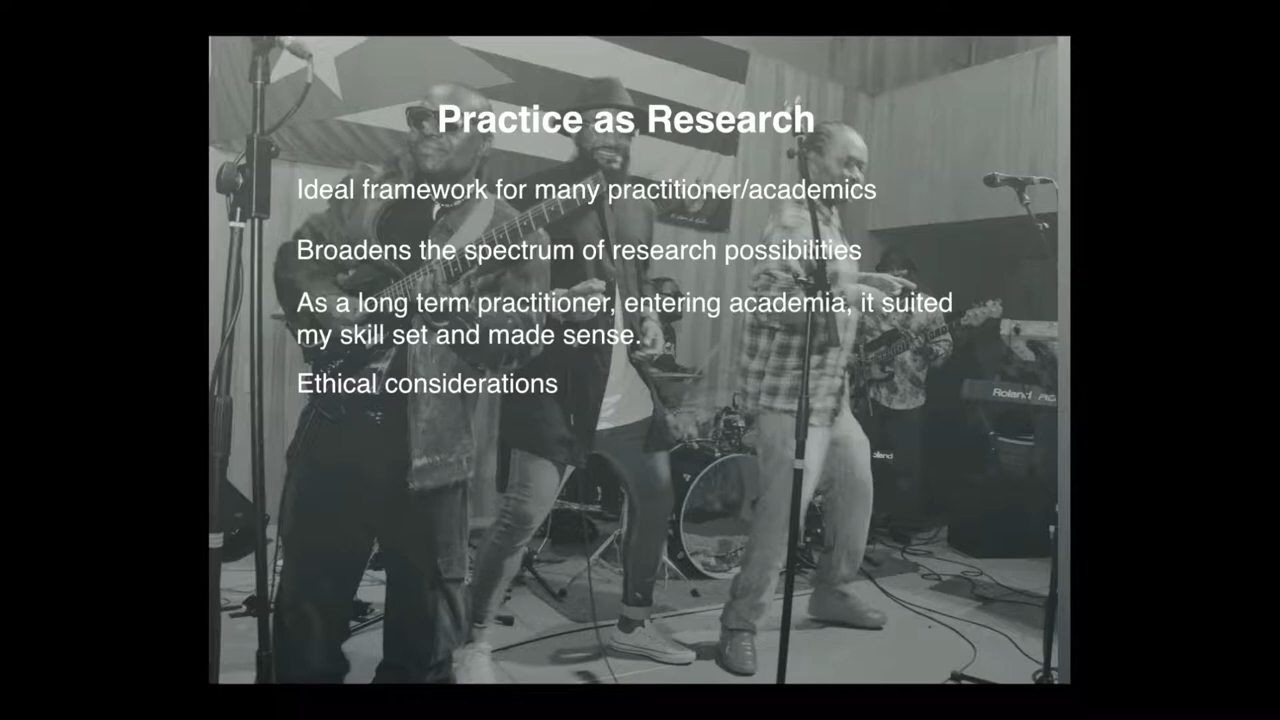 Practice as Research
Ideal framework for many practitioner/academics
Broadens the spectrum of research possibilities
As a long term practitioner, entering academia, it suited
my skill set and made sense.
Ethical considerations
Roland